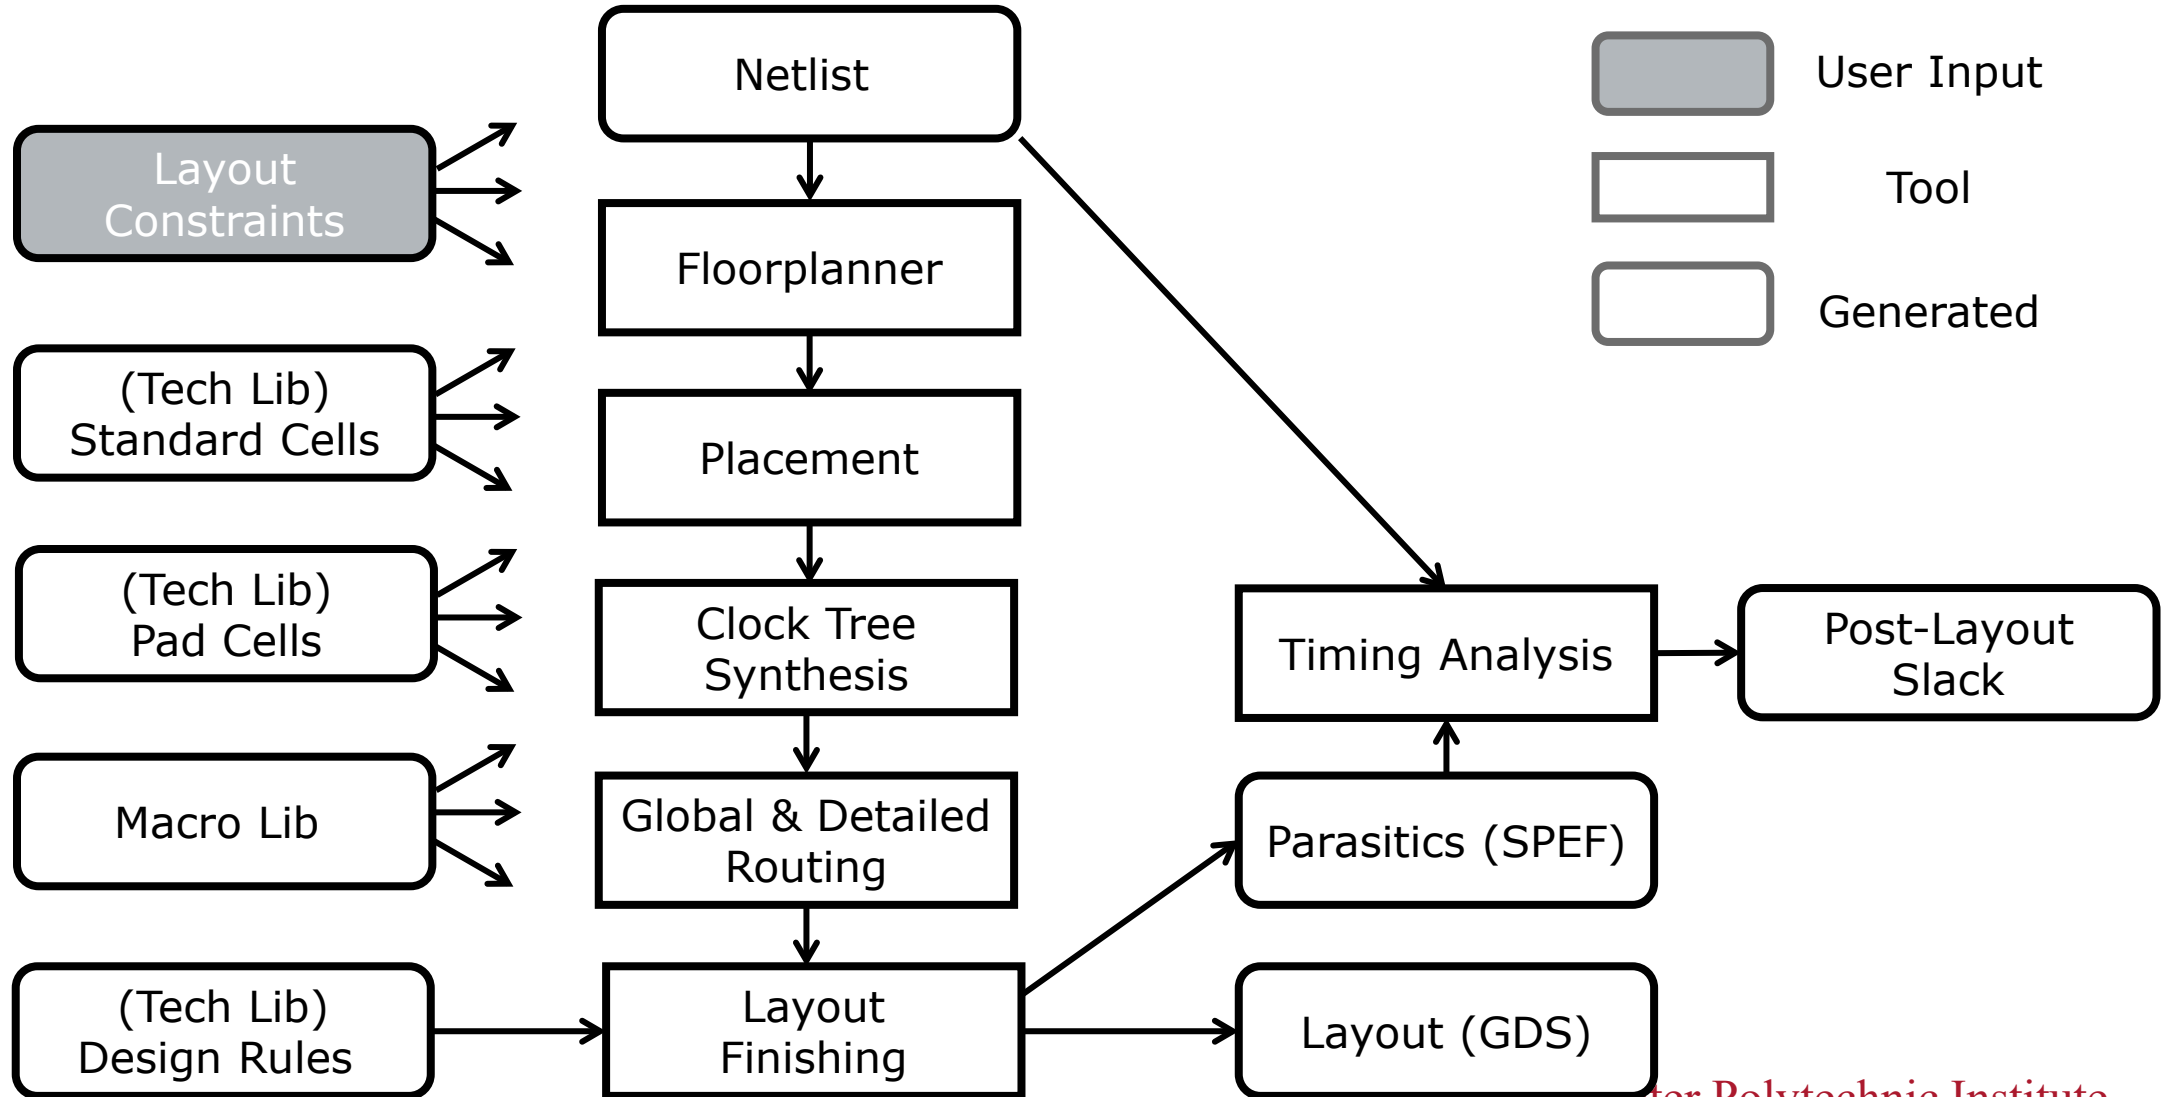 Netlist
User Input
Layout
Constraints
Tool
Floorplanner
Generated
(Tech Lib)
Standard Cells
Placement
(Tech Lib)
Pad Cells
Clock Tree
Synthesis
Timing Analysis
Post-Layout
Slack
Macro Lib
Global & Detailed
Routing
Parasitics (SPEF)
(Tech Lib)
Design Rules
Layout
Finishing
Layout (GDS)
Polytechnic Institute